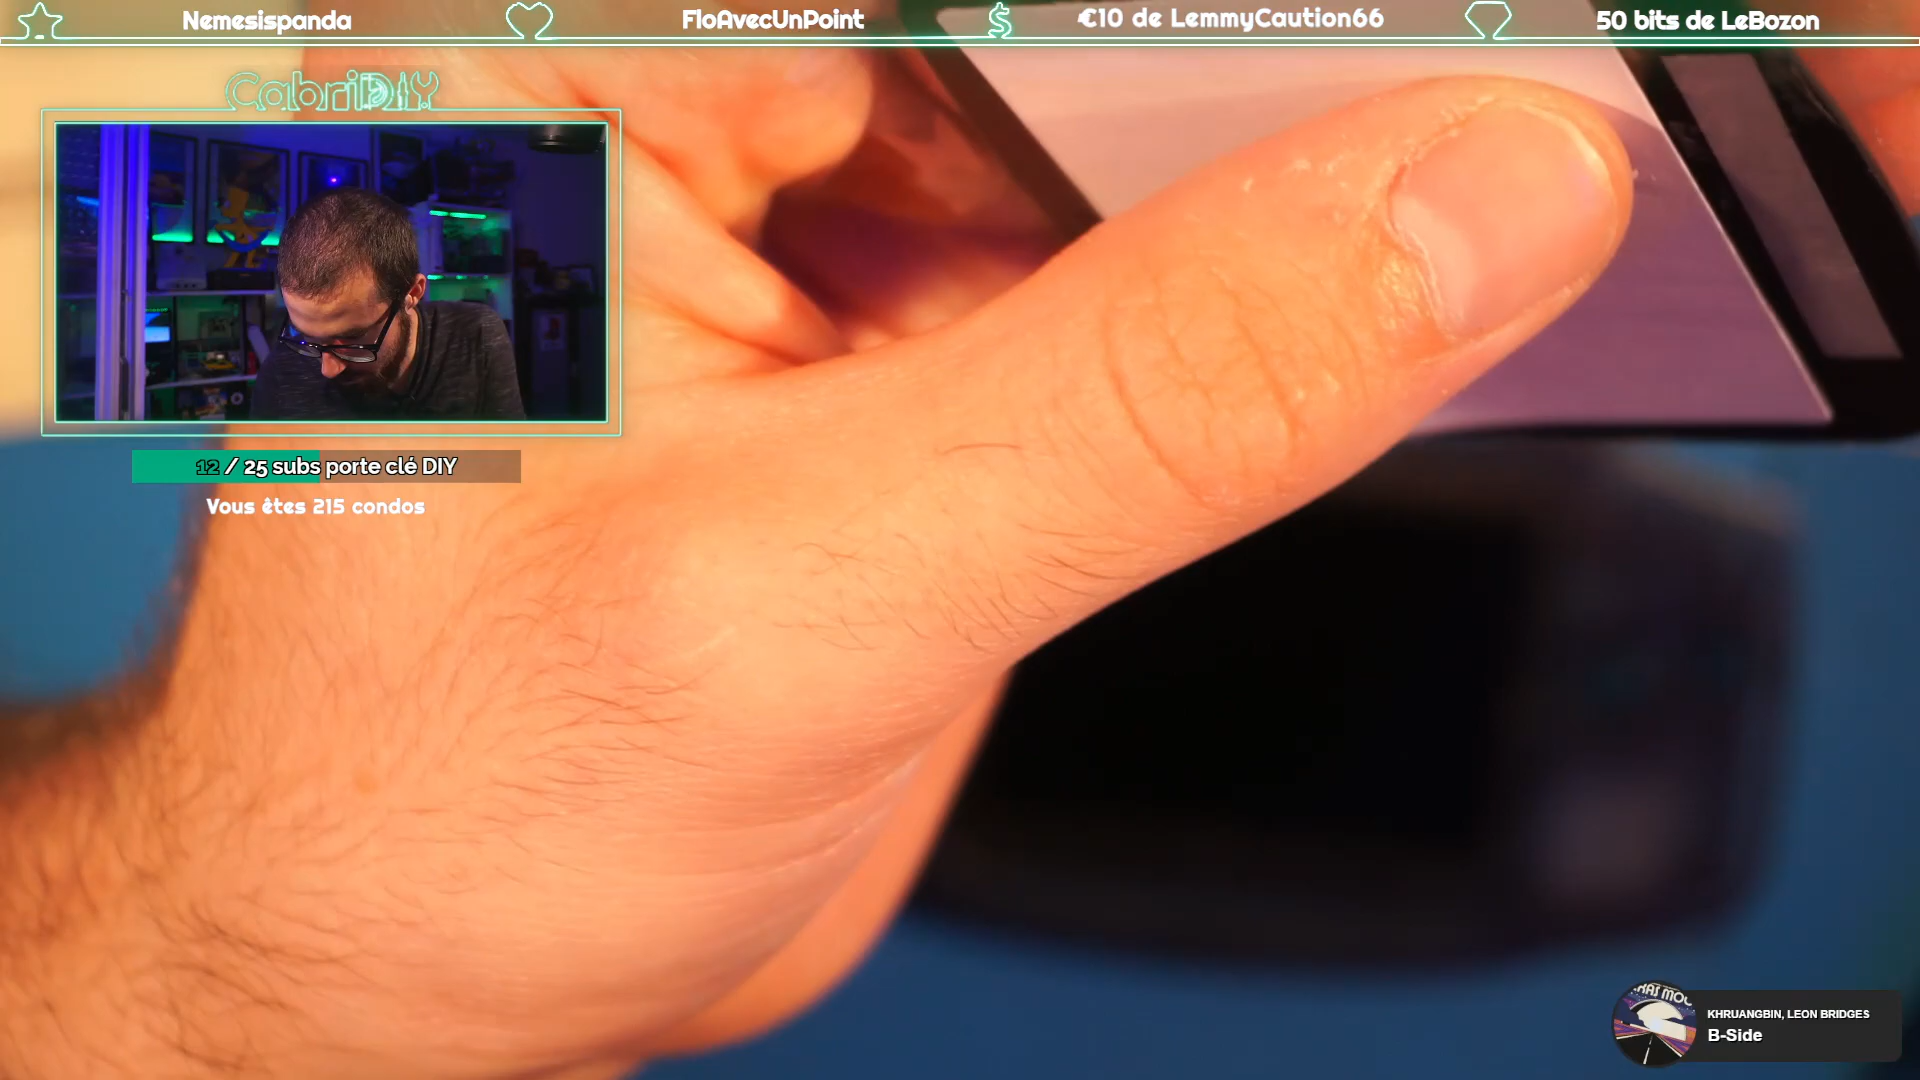 Nemesispanda
FloAvecUnPoint
€10 de LemmyCaution66
50 bits de LeBozon
CabriDIY
12 / 25 subs porte clé DIY
Vous êtes 215 condos
KHRUANGBIN, LEON BRIDGES
B-Side